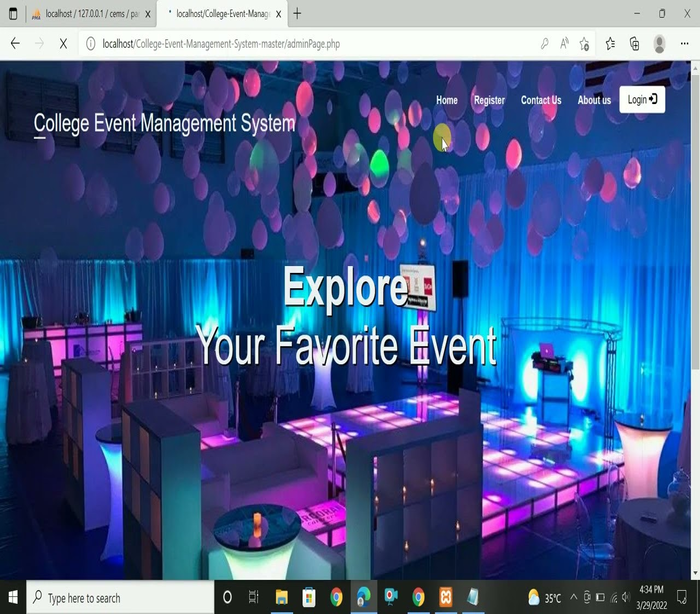 localhost / 127.0.0.1 / cems / pa
localhost/College-Event-Manag
localhost/College-Event-Management-System-master/adminPage.php
Home Register Contact Us About us Login
College Event Management System
Explore
Your Favorite Event
Type here to search
35°C
4:34 PM
3/29/2022